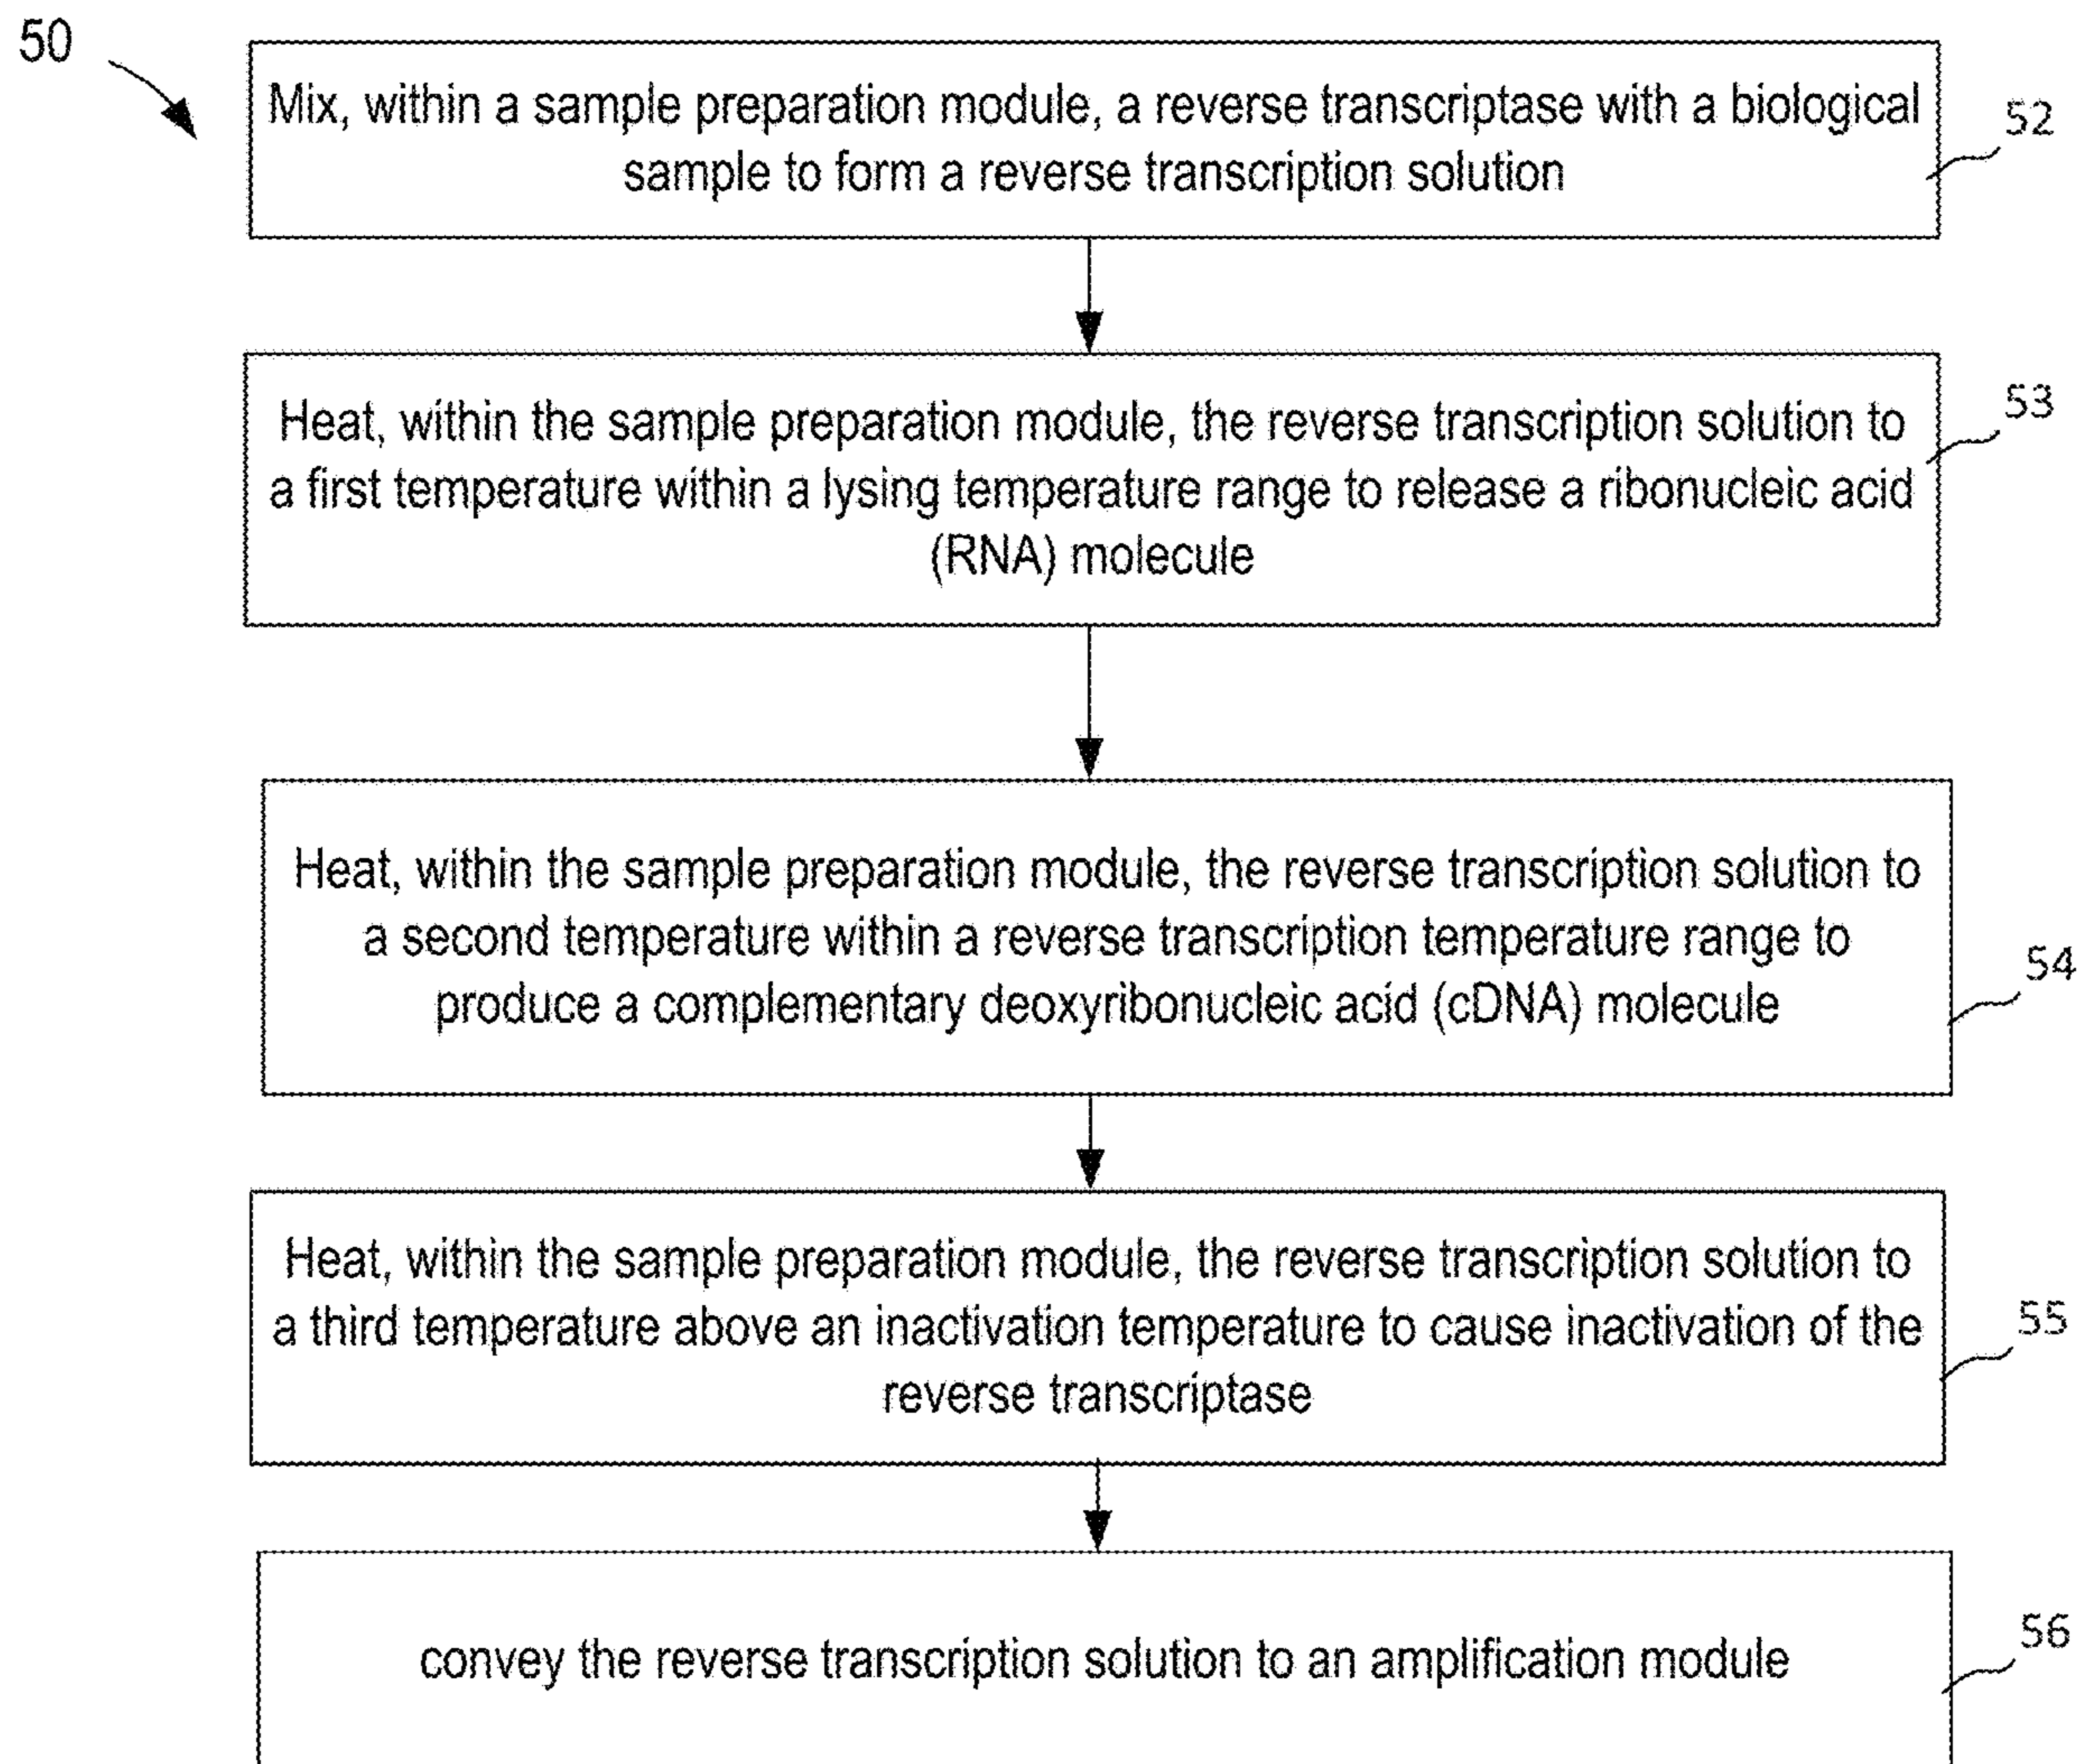 50
Mix, within a sample preparation module, a reverse transcriptase with a biological
sample to form a reverse transcription solution
52
Heat, within the sample preparation module, the reverse transcription solution to
a first temperature within a lysing temperature range to release a ribonucleic acid
(RNA) molecule
53
Heat, within the sample preparation module, the reverse transcription solution to
a second temperature within a reverse transcription temperature range to
produce a complementary deoxyribonucleic acid (cDNA) molecule
54
Heat, within the sample preparation module, the reverse transcription solution to
a third temperature above an inactivation temperature to cause inactivation of the
reverse transcriptase
55
convey the reverse transcription solution to an amplification module
56